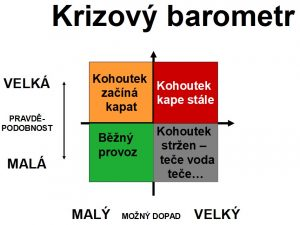 Krizový barometr
VELKÁ
PRAVDĚ-
PODOBNOST
MALÁ
Kohoutek
začíná
kapat
Kohoutek
kape stále
Běžný
provoz
Kohoutek
stržen –
teče voda
teče…
MALÝ
MOŽNÝ DOPAD
VELKÝ